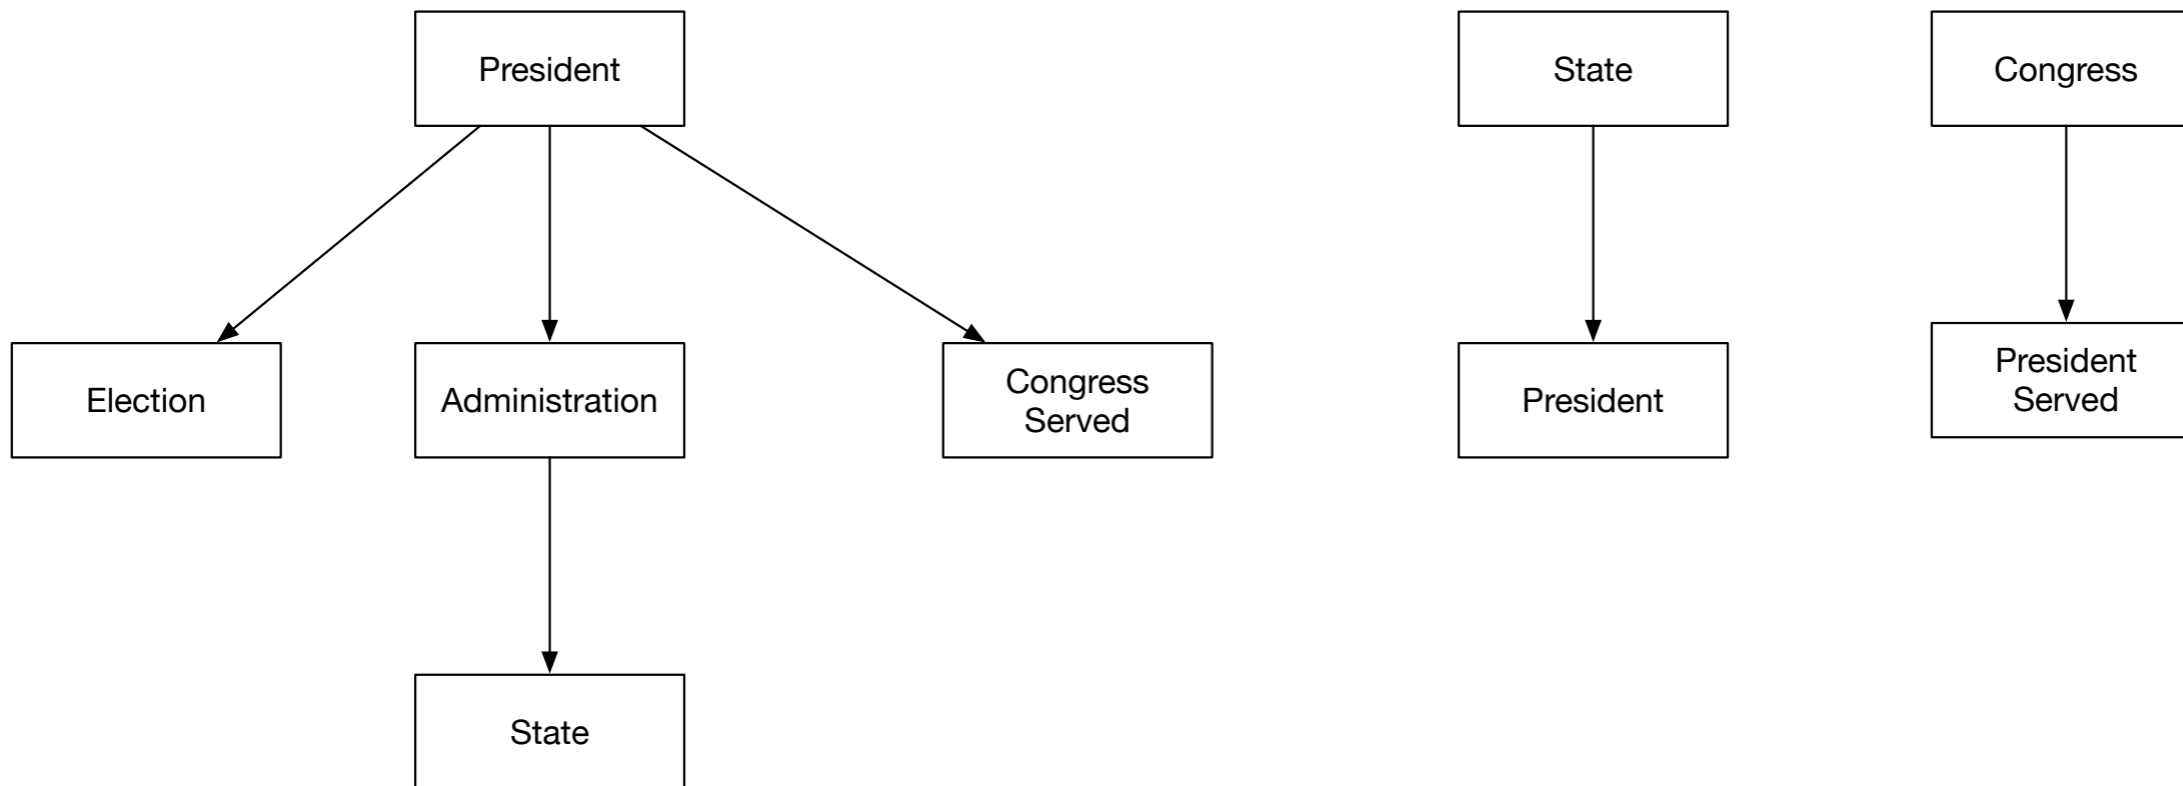 President
State
Congress
Election
Administration
Congress
Served
President
President
Served
State